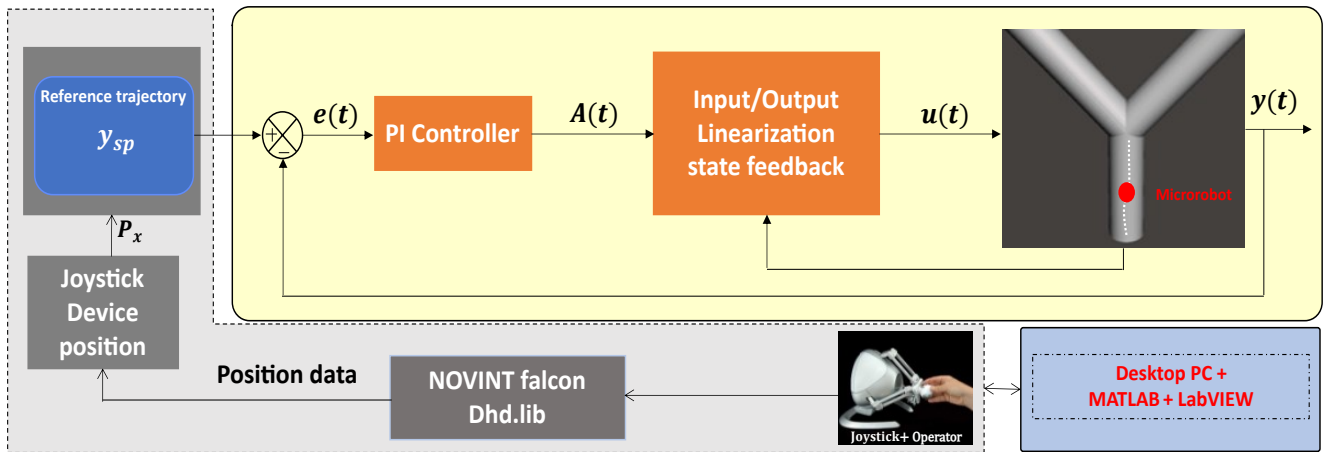 Reference trajectory
y_sp
+
−
e(t)
PI Controller
A(t)
Input/Output
Linearization
state feedback
u(t)
Microrobot
y(t)
P_x
Joystick
Device
position
Position data
NOVINT falcon
Dhd.lib
Joystick+ Operator
Desktop PC +
MATLAB + LabVIEW